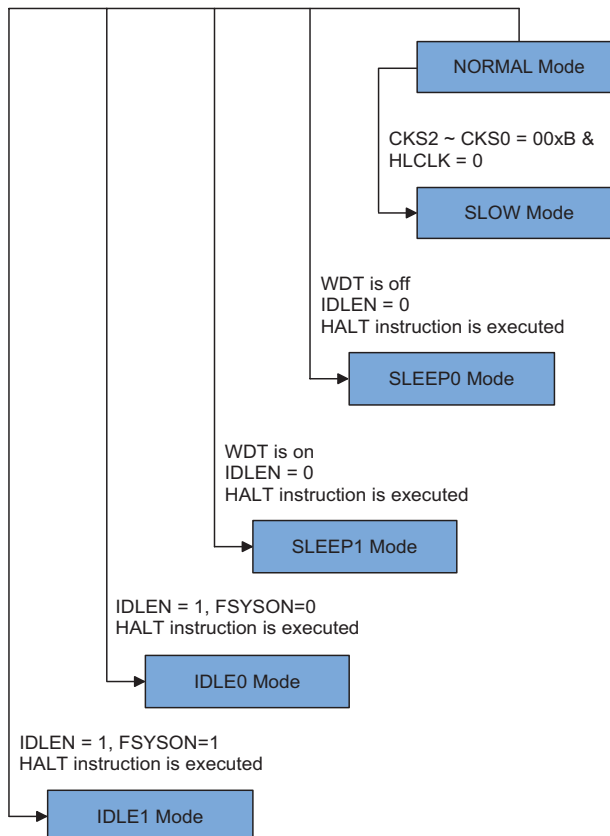 NORMAL Mode
CKS2 ~ CKS0 = 00xB &
HLCLK = 0
SLOW Mode
WDT is off
IDLEN = 0
HALT instruction is executed
SLEEP0 Mode
WDT is on
IDLEN = 0
HALT instruction is executed
SLEEP1 Mode
IDLEN = 1, FSYSON=0
HALT instruction is executed
IDLE0 Mode
IDLEN = 1, FSYSON=1
HALT instruction is executed
IDLE1 Mode